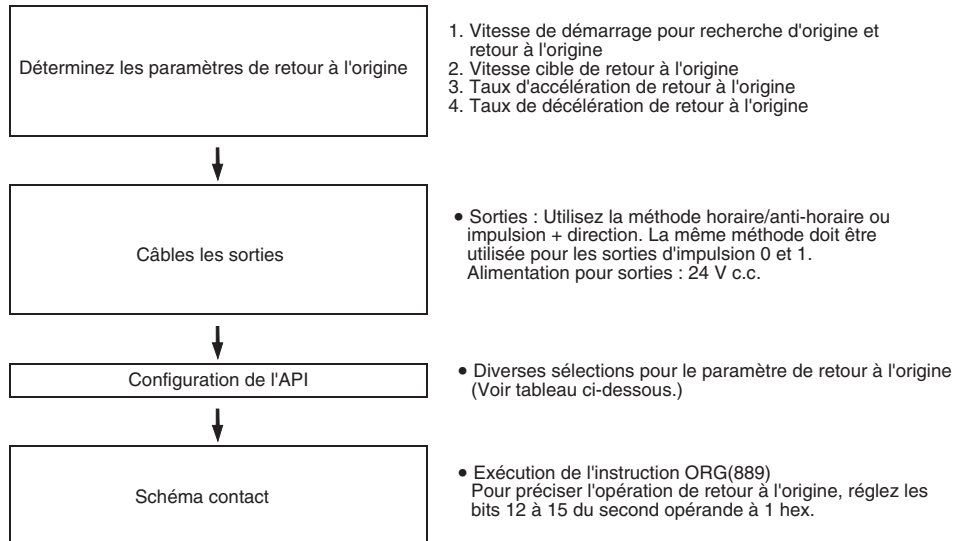 Déterminez les paramètres de retour à l'origine
1. Vitesse de démarrage pour recherche d'origine et
retour à l'origine
2. Vitesse cible de retour à l'origine
3. Taux d'accélération de retour à l'origine
4. Taux de décélération de retour à l'origine
Câbles les sorties
● Sorties : Utilisez la méthode horaire/anti-horaire ou
impulsion + direction. La même méthode doit être
utilisée pour les sorties d'impulsion 0 et 1.
Alimentation pour sorties : 24 V c.c.
Configuration de l'API
● Diverses sélections pour le paramètre de retour à l'origine
(Voir tableau ci-dessous.)
Schéma contact
● Exécution de l'instruction ORG(889)
Pour préciser l'opération de retour à l'origine, réglez les
bits 12 à 15 du second opérande à 1 hex.